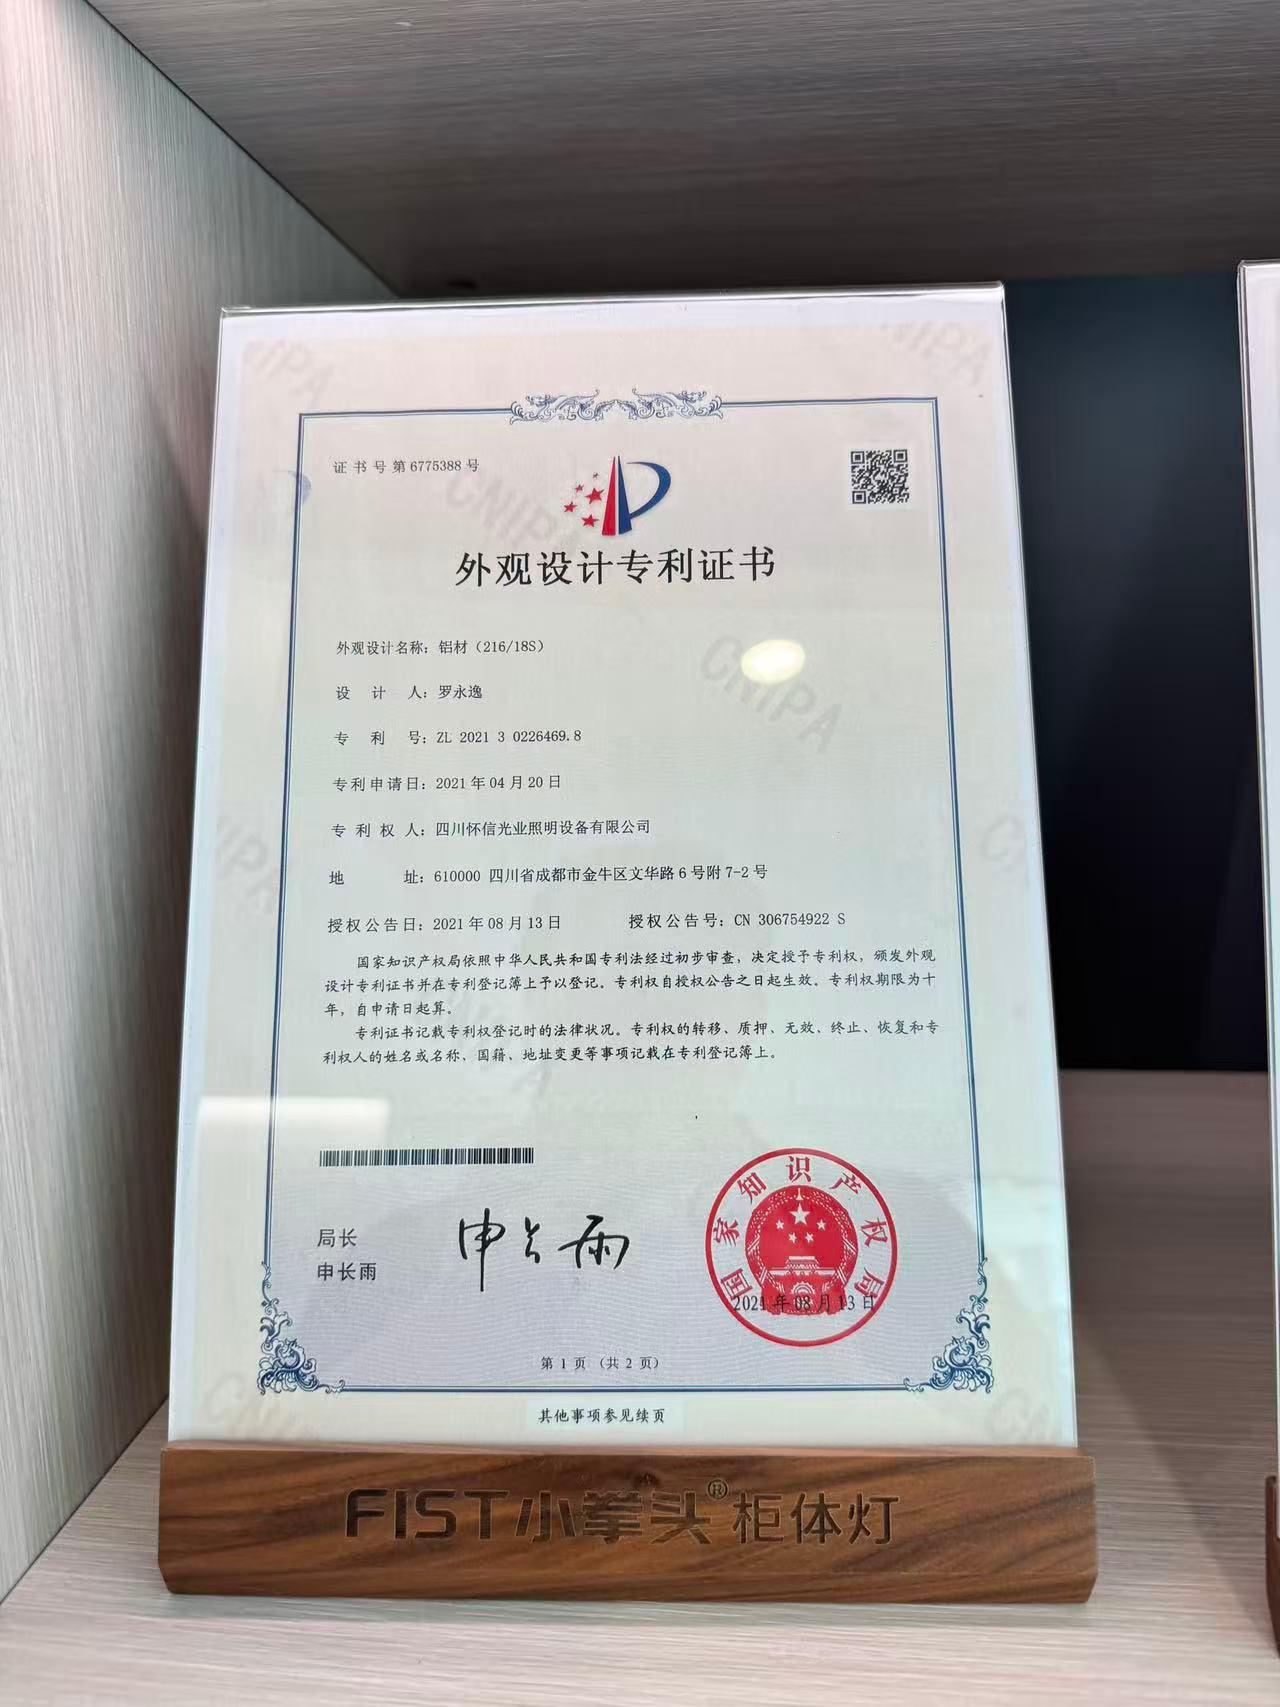 证书号第6775388号
外观设计专利证书
外观设计名称：铝材（216/18S）
设计人：罗永逸
专利号：ZL 2021 3 0226469.8
专利申请日：2021年04月20日
专利权人：四川怀信光业照明设备有限公司
地址：610000 四川省成都市金牛区文华路6号附7-2号
授权公告日：2021年08月13日 授权公告号：CN 306754922 S
国家知识产权局依照中华人民共和国专利法经过初步审查，决定授予专利权，颁发外观
设计专利证书并在专利登记簿上予以登记。专利权自授权公告之日起生效。专利权期限为十
年，自申请日起算。
专利证书记载专利权登记时的法律状况。专利权的转移、质押、无效、终止、恢复和专
利权人的姓名或名称、国籍、地址变更等事项记载在专利登记簿上。
局长
申长雨
申长雨
国家知识产权局
2021年08月13日
第1页（共2页）
其他事项参见续页
FIST小拳头®柜体灯
CNIPA